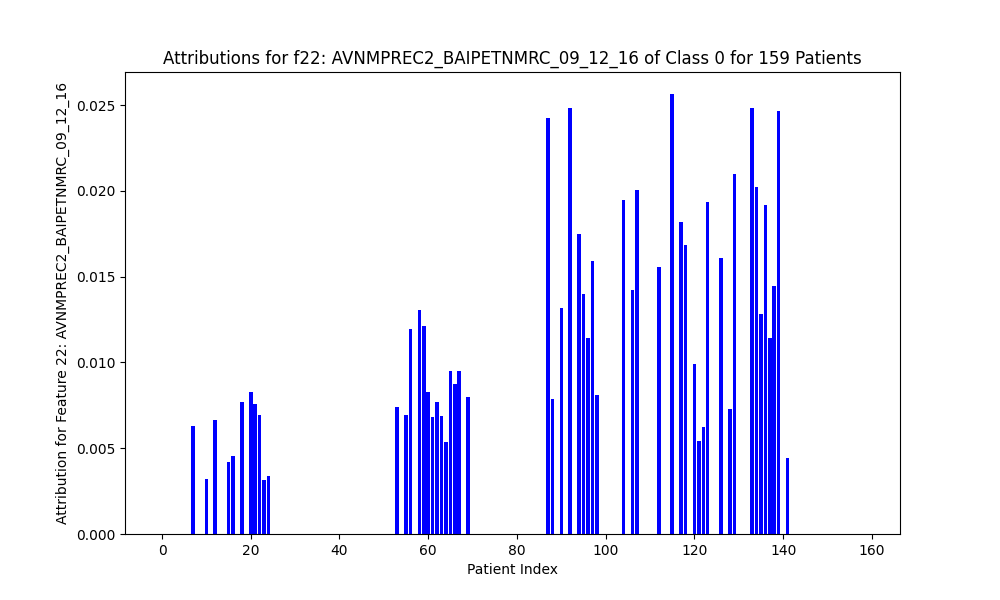 Attributions for f22: AVNMPREC2_BAIPETNMRC_09_12_16 of Class 0 for 159 Patients
Attribution for Feature 22: AVNMPREC2_BAIPETNMRC_09_12_16
0.025
0.020
0.015
0.010
0.005
0.000
0 20 40 60 80 100 120 140 160
Patient Index